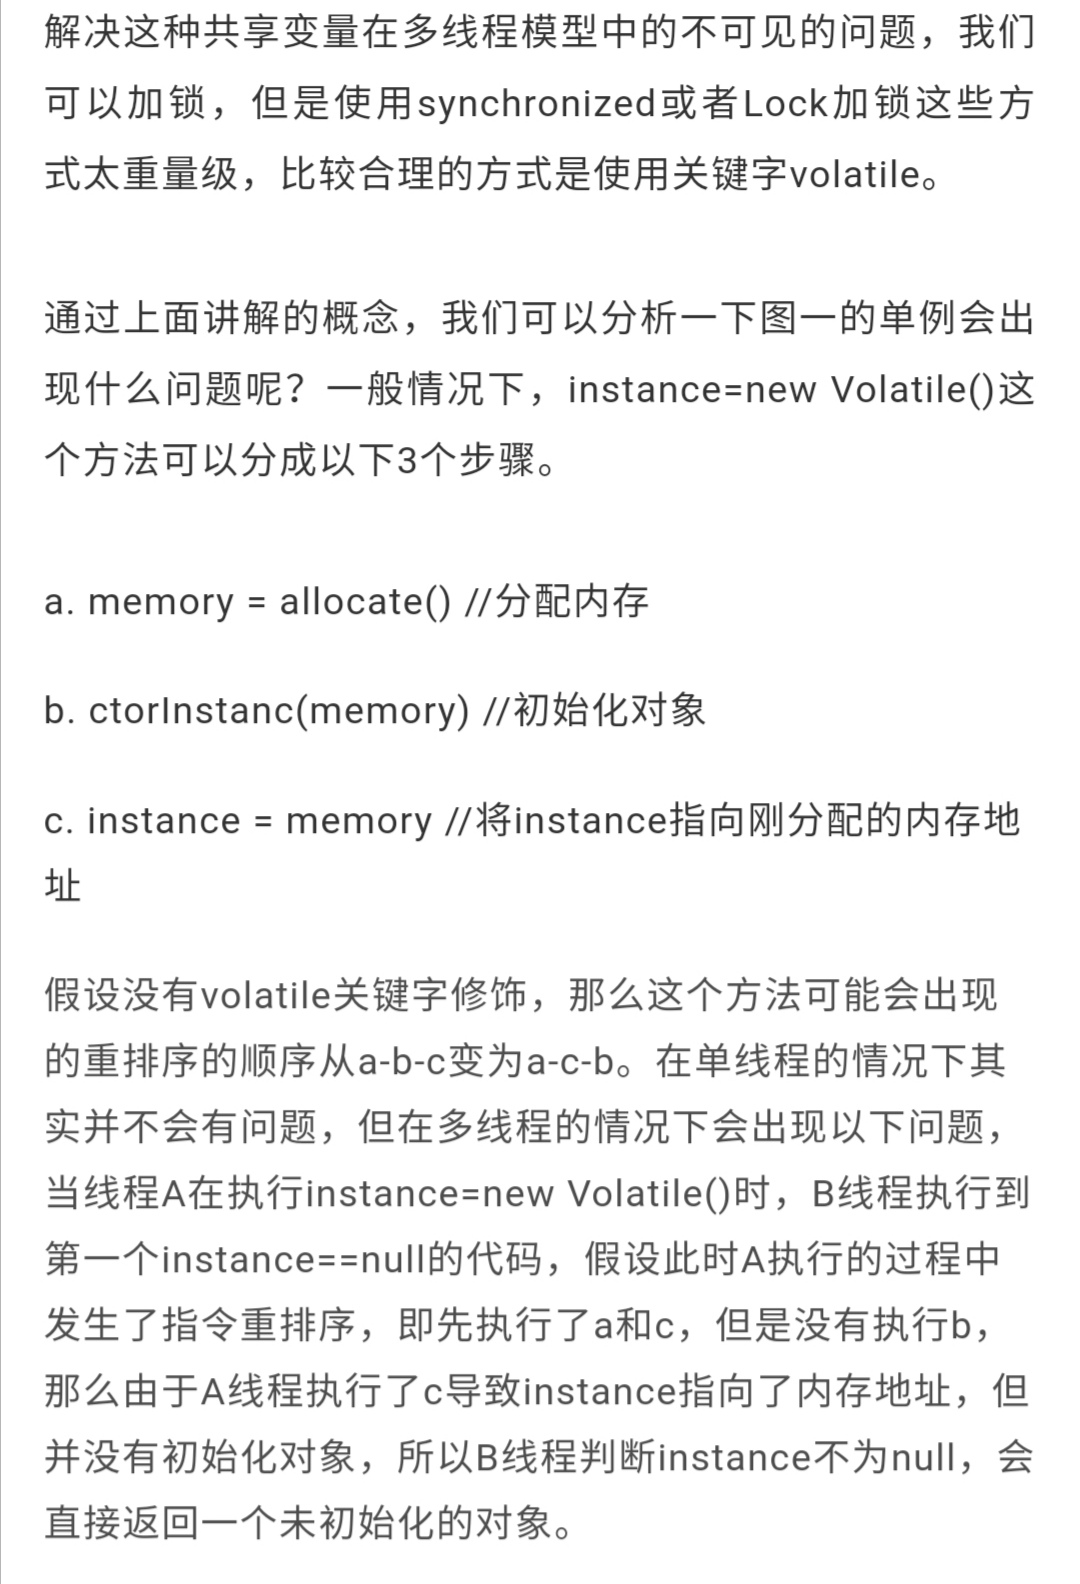 解决这种共享变量在多线程模型中的不可见的问题，我们
可以加锁，但是使用synchronized或者Lock加锁这些方
式太重量级，比较合理的方式是使用关键字volatile。
通过上面讲解的概念，我们可以分析一下图一的单例会出
现什么问题呢？一般情况下，instance=new Volatile()这
个方法可以分成以下3个步骤。
a. memory = allocate() //分配内存
b. ctorInstanc(memory) //初始化对象
c. instance = memory //将instance指向刚分配的内存地
址
假设没有volatile关键字修饰，那么这个方法可能会出现
的重排序的顺序从a-b-c变为a-c-b。在单线程的情况下其
实并不会有问题，但在多线程的情况下会出现以下问题，
当线程A在执行instance=new Volatile()时，B线程执行到
第一个instance==null的代码，假设此时A执行的过程中
发生了指令重排序，即先执行了a和c，但是没有执行b，
那么由于A线程执行了c导致instance指向了内存地址，但
并没有初始化对象，所以B线程判断instance不为null，会
直接返回一个未初始化的对象。